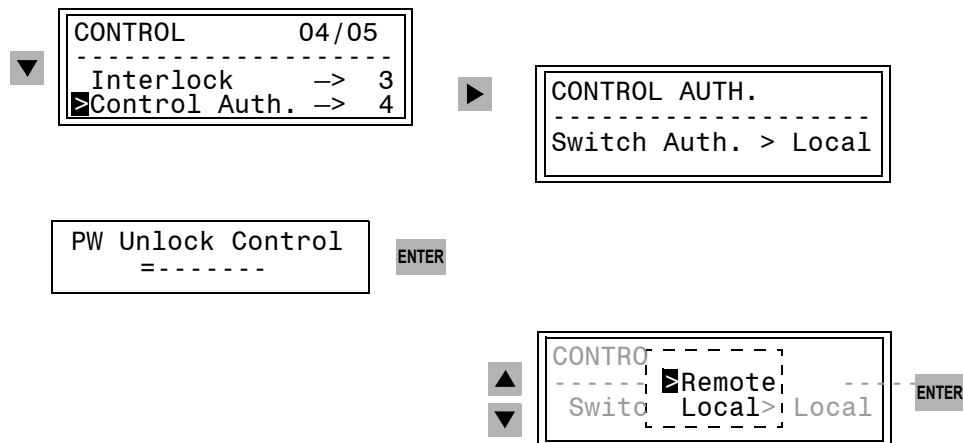 CONTROL 04/05
---------------------
Interlock —> 3
>Control Auth. —> 4
CONTROL AUTH.
--------------------
Switch Auth. > Local
PW Unlock Control
=-------
ENTER
CONTRO
------ >Remote -----
Switc Local> Local
ENTER